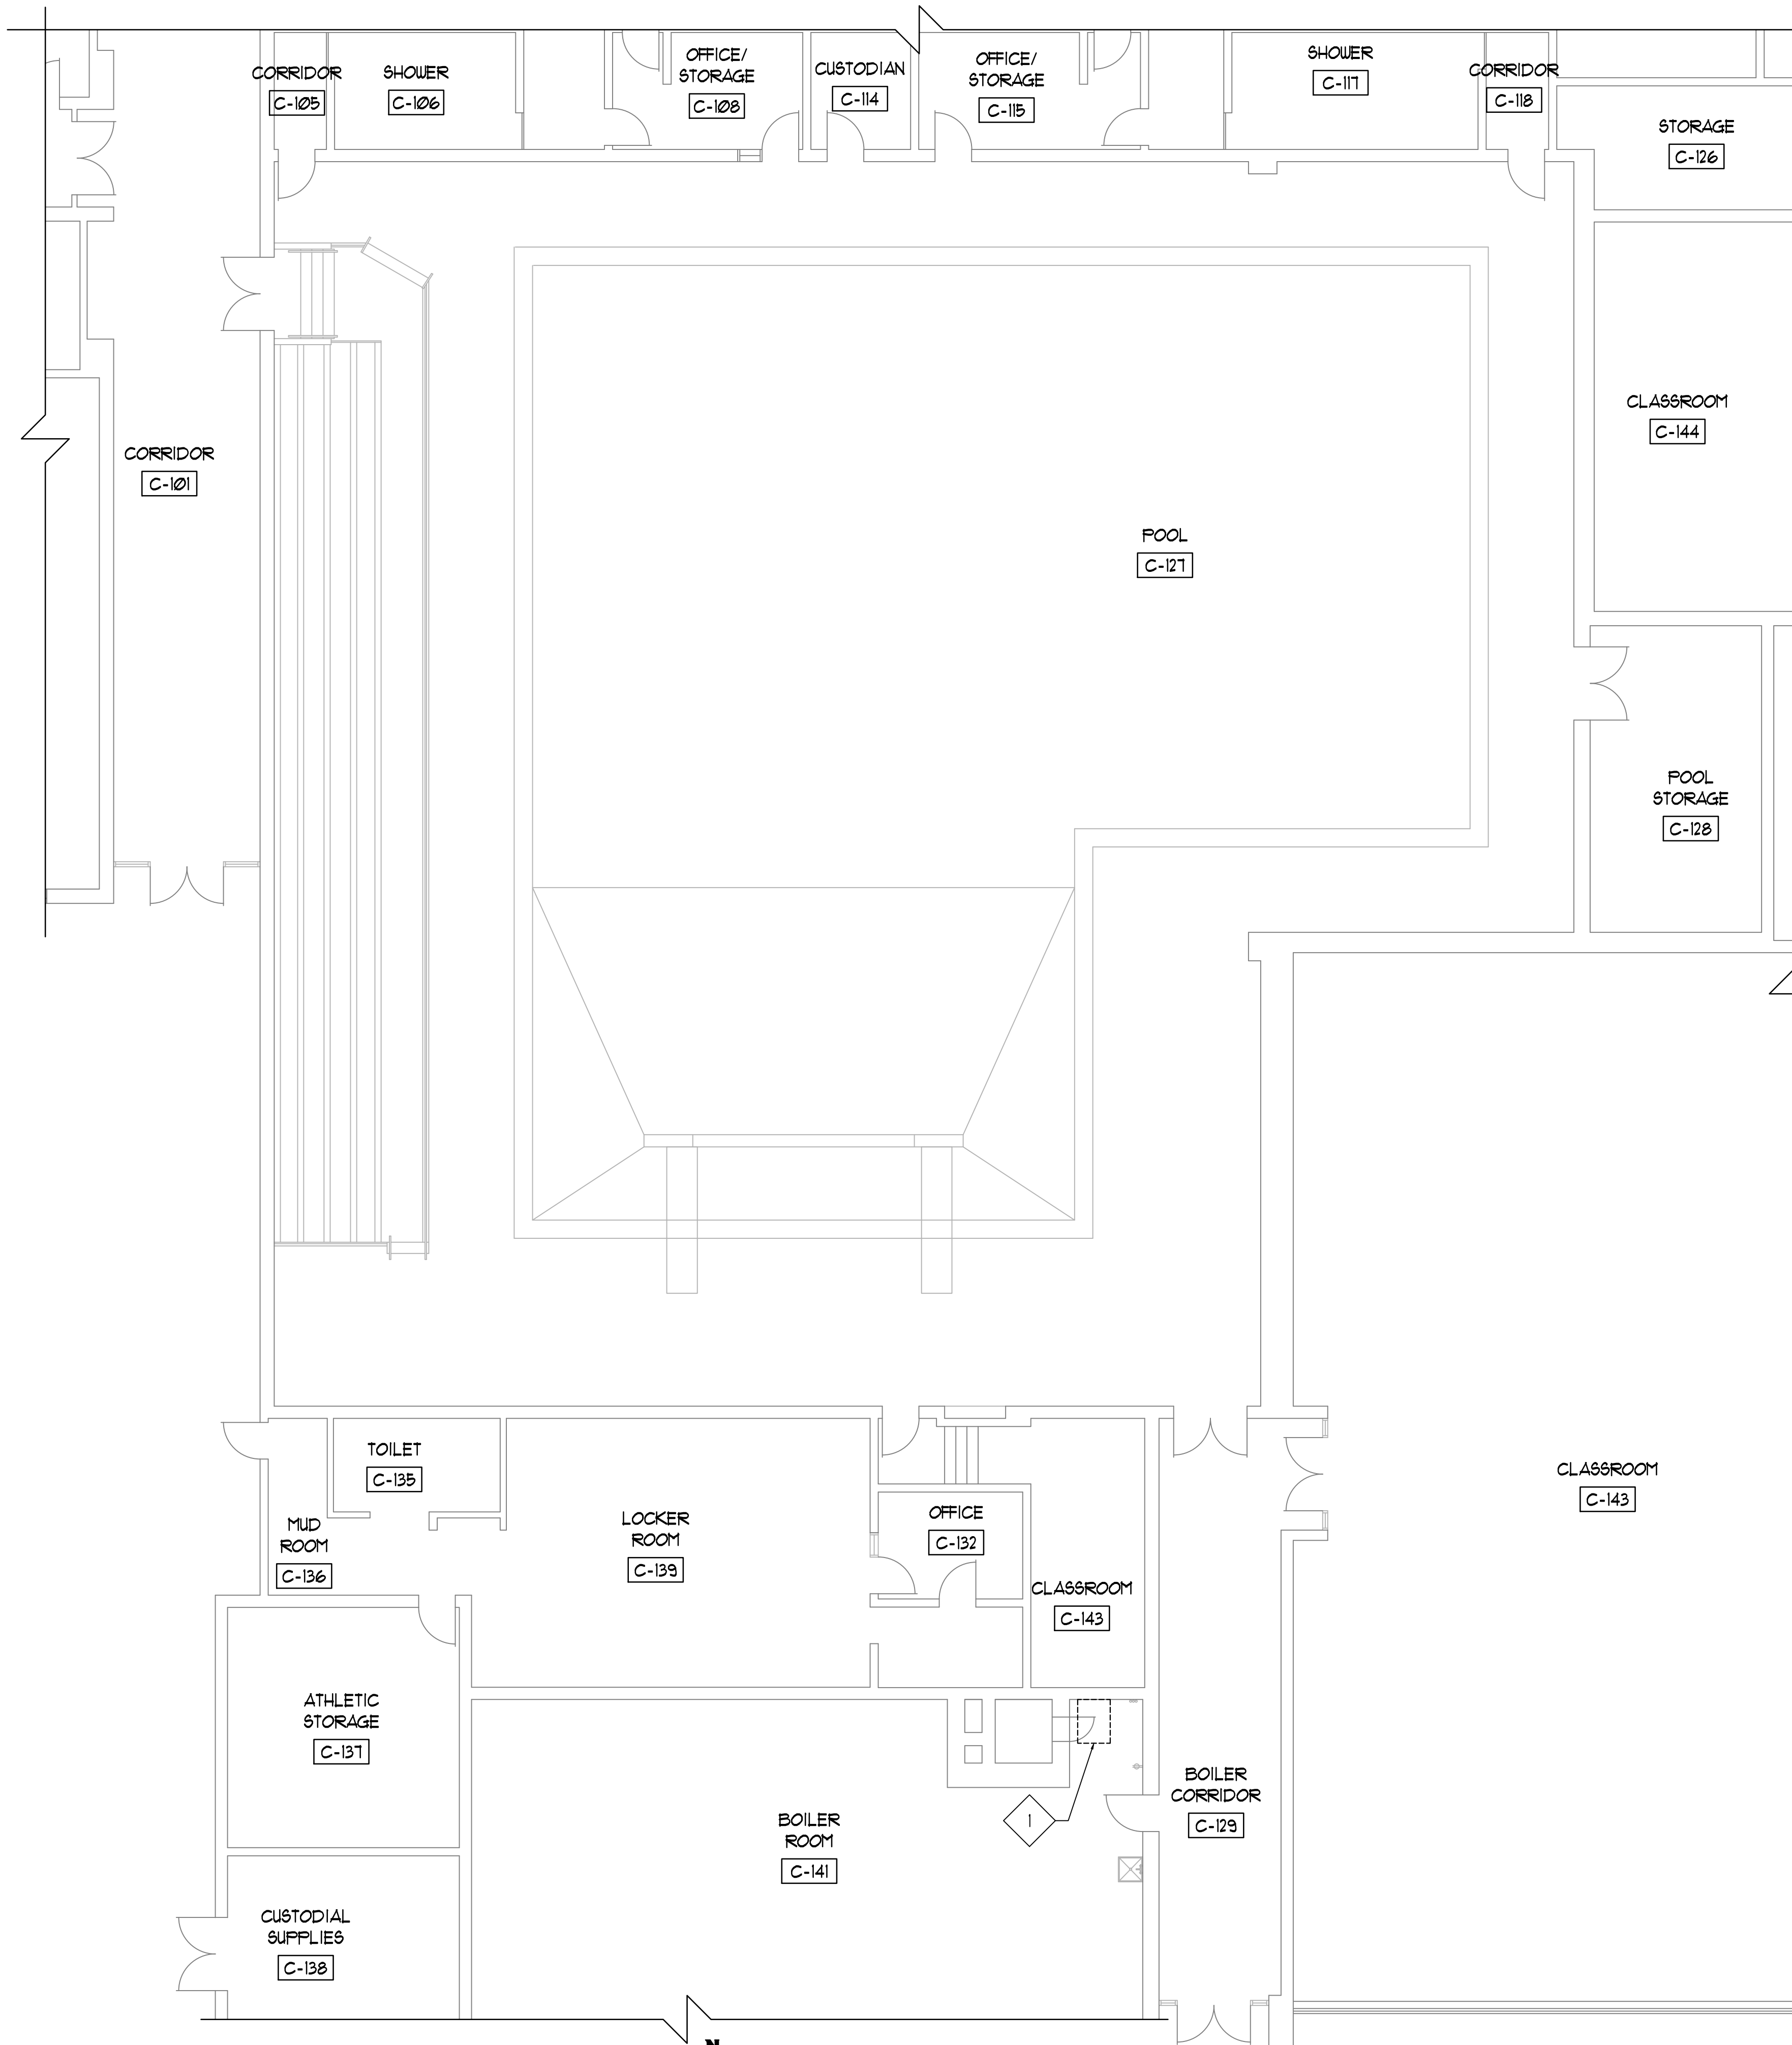 CORRIDOR
C-105
SHOWER
C-106
OFFICE/
STORAGE
C-108
CUSTODIAN
C-114
OFFICE/
STORAGE
C-115
SHOWER
C-117
CORRIDOR
C-118
STORAGE
C-126
CLASSROOM
C-144
CORRIDOR
C-101
POOL
C-127
POOL
STORAGE
C-128
TOILET
C-135
MUD
ROOM
C-136
LOCKER
ROOM
C-139
OFFICE
C-132
CLASSROOM
C-143
CLASSROOM
C-143
ATHLETIC
STORAGE
C-137
BOILER
CORRIDOR
C-129
1
BOILER
ROOM
C-141
CUSTODIAL
SUPPLIES
C-138